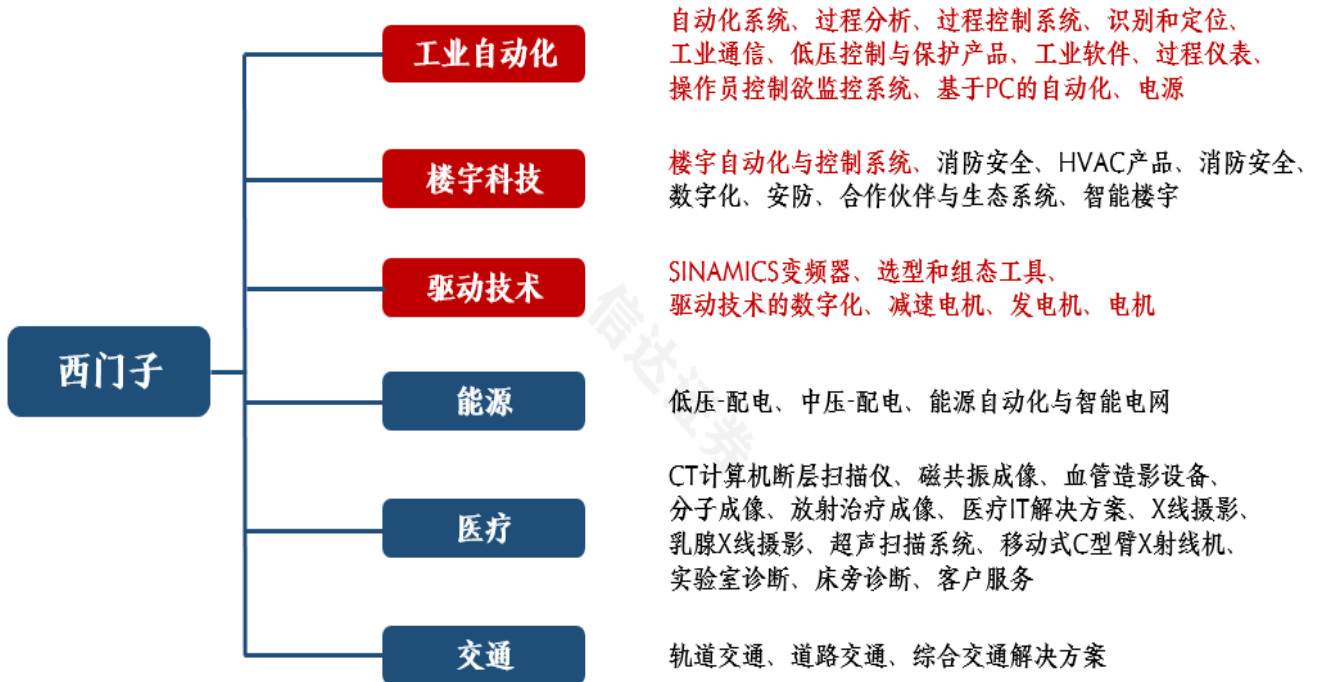 工业自动化
自动化系统、过程分析、过程控制系统、识别和定位、
工业通信、低压控制与保护产品、工业软件、过程仪表、
操作员控制欲监控系统、基于PC的自动化、电源
楼宇科技
楼宇自动化与控制系统、消防安全、HVAC产品、消防安全、
数字化、安防、合作伙伴与生态系统、智能楼宇
驱动技术
SINAMICS变频器、选型和组态工具、
驱动技术的数字化、减速电机、发电机、电机
西门子
能源
低压-配电、中压-配电、能源自动化与智能电网
医疗
CT计算机断层扫描仪、磁共振成像、血管造影设备、
分子成像、放射治疗成像、医疗IT解决方案、X线摄影、
乳腺X线摄影、超声扫描系统、移动式C型臂X射线机、
实验室诊断、床旁诊断、客户服务
交通
轨道交通、道路交通、综合交通解决方案
信达证券